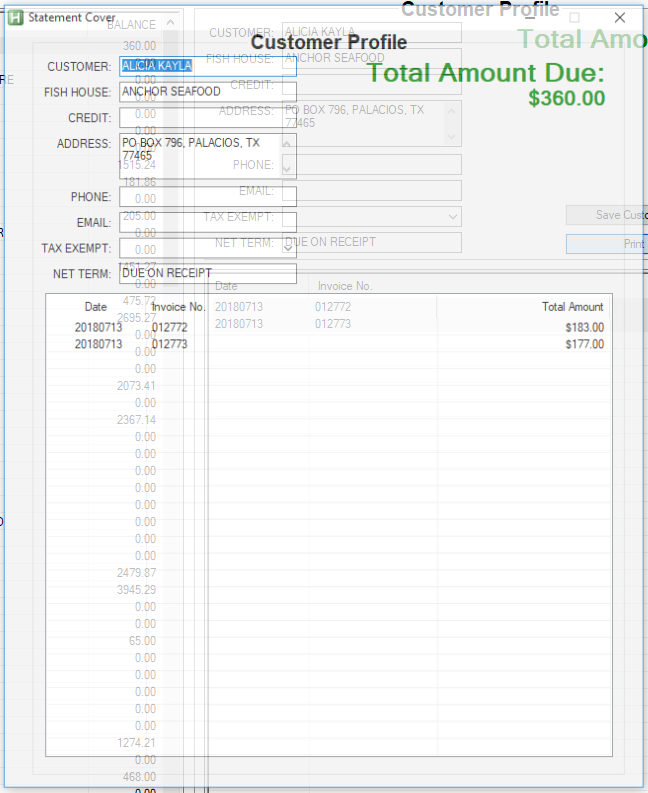 Statement Cover
Customer Profile
Customer Profile
Total Amo
Total Amount Due:
$360.00
CUSTOMER: ALICIA KAYLA
FISH HOUSE: ANCHOR SEAFOOD
CREDIT:
ADDRESS: PO BOX 796, PALACIOS, TX
77465
PHONE:
EMAIL:
TAX EXEMPT:
NET TERM: DUE ON RECEIPT
Date Invoice No. Total Amount
20180713 012772 $183.00
20180713 012773 $177.00
CUSTOMER: ALICIA KAYLA
FISH HOUSE: ANCHOR SEAFOOD
CREDIT:
ADDRESS: PO BOX 796, PALACIOS, TX
77465
PHONE:
EMAIL:
TAX EXEMPT:
NET TERM: DUE ON RECEIPT
Save Custo
Print
Date Invoice No.
20180713 012772
20180713 012773
BALANCE
360.00
0.00
0.00
0.00
0.00
1515.24
181.86
0.00
205.00
0.00
0.00
1451.27
475.72
2695.27
0.00
0.00
0.00
2073.41
0.00
2367.14
0.00
0.00
0.00
0.00
0.00
0.00
0.00
0.00
2479.87
3945.29
0.00
0.00
65.00
0.00
0.00
0.00
0.00
0.00
1274.21
0.00
468.00
0.00